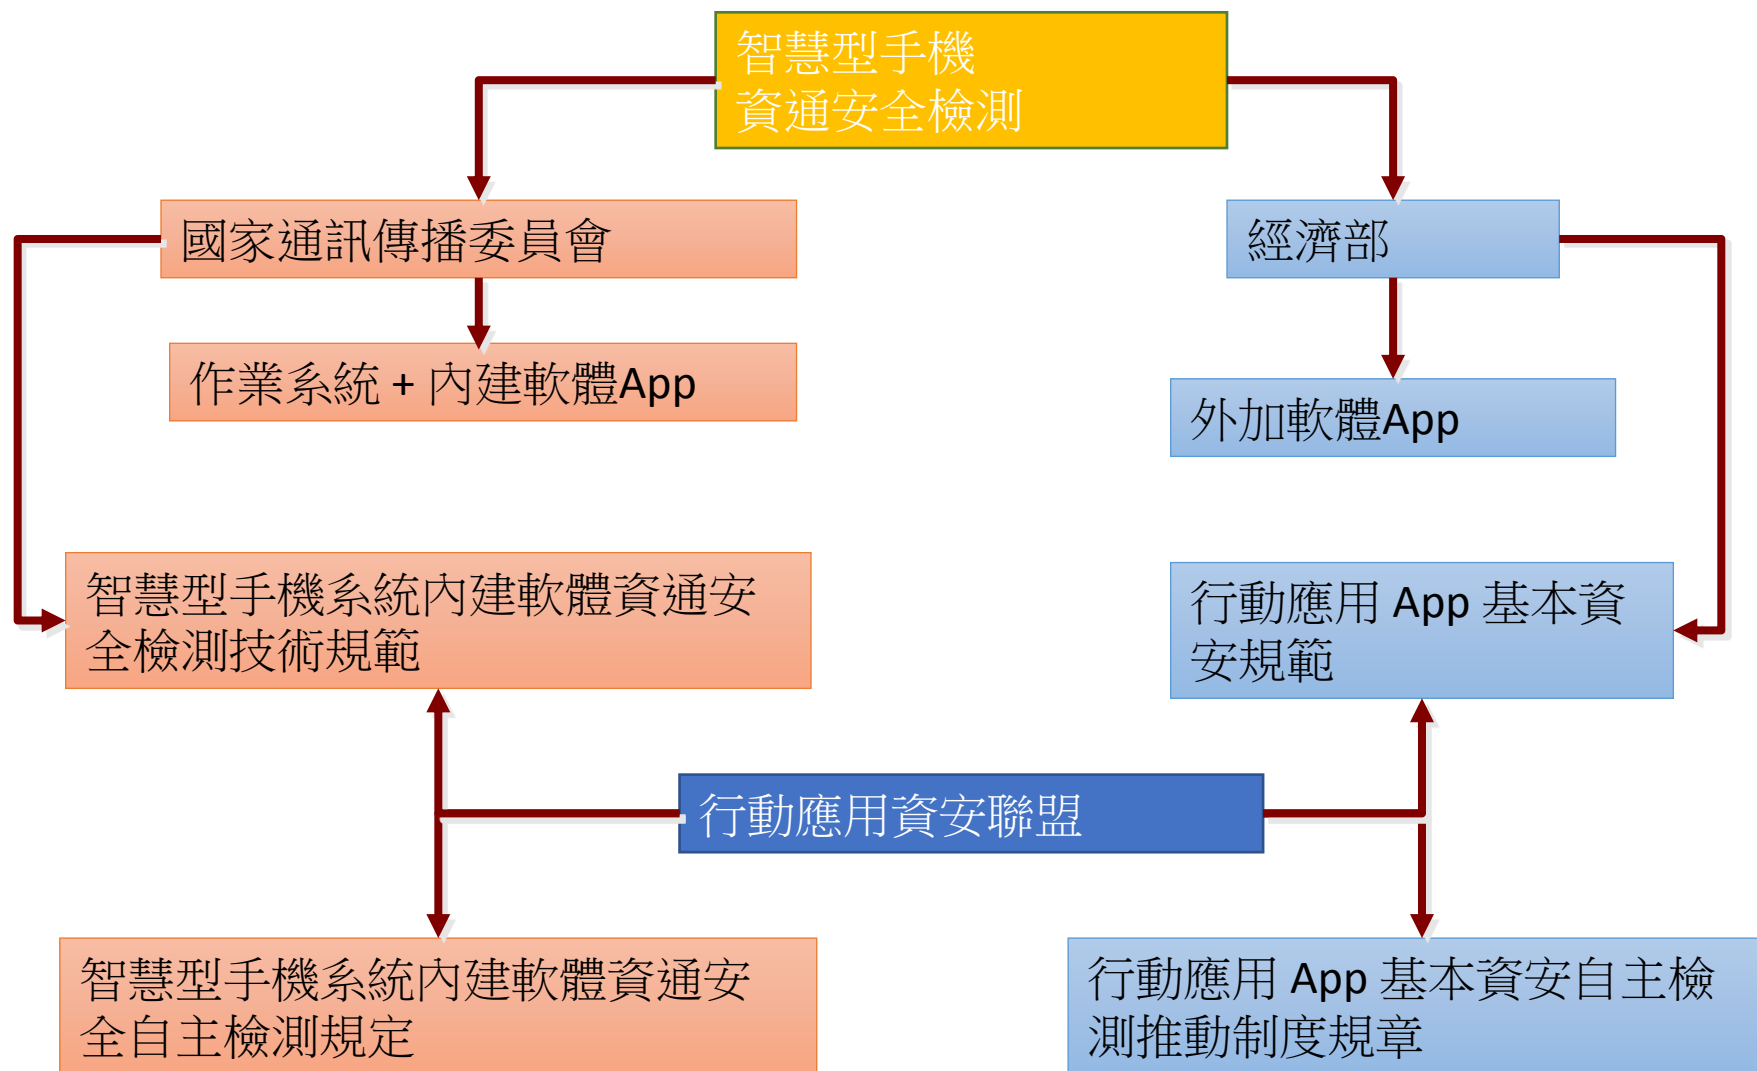 智慧型手機
資通安全檢測
國家通訊傳播委員會
經濟部
作業系統 + 內建軟體App
外加軟體App
智慧型手機系統內建軟體資通安
全檢測技術規範
行動應用 App 基本資
安規範
行動應用資安聯盟
智慧型手機系統內建軟體資通安
全自主檢測規定
行動應用 App 基本資安自主檢
測推動制度規章